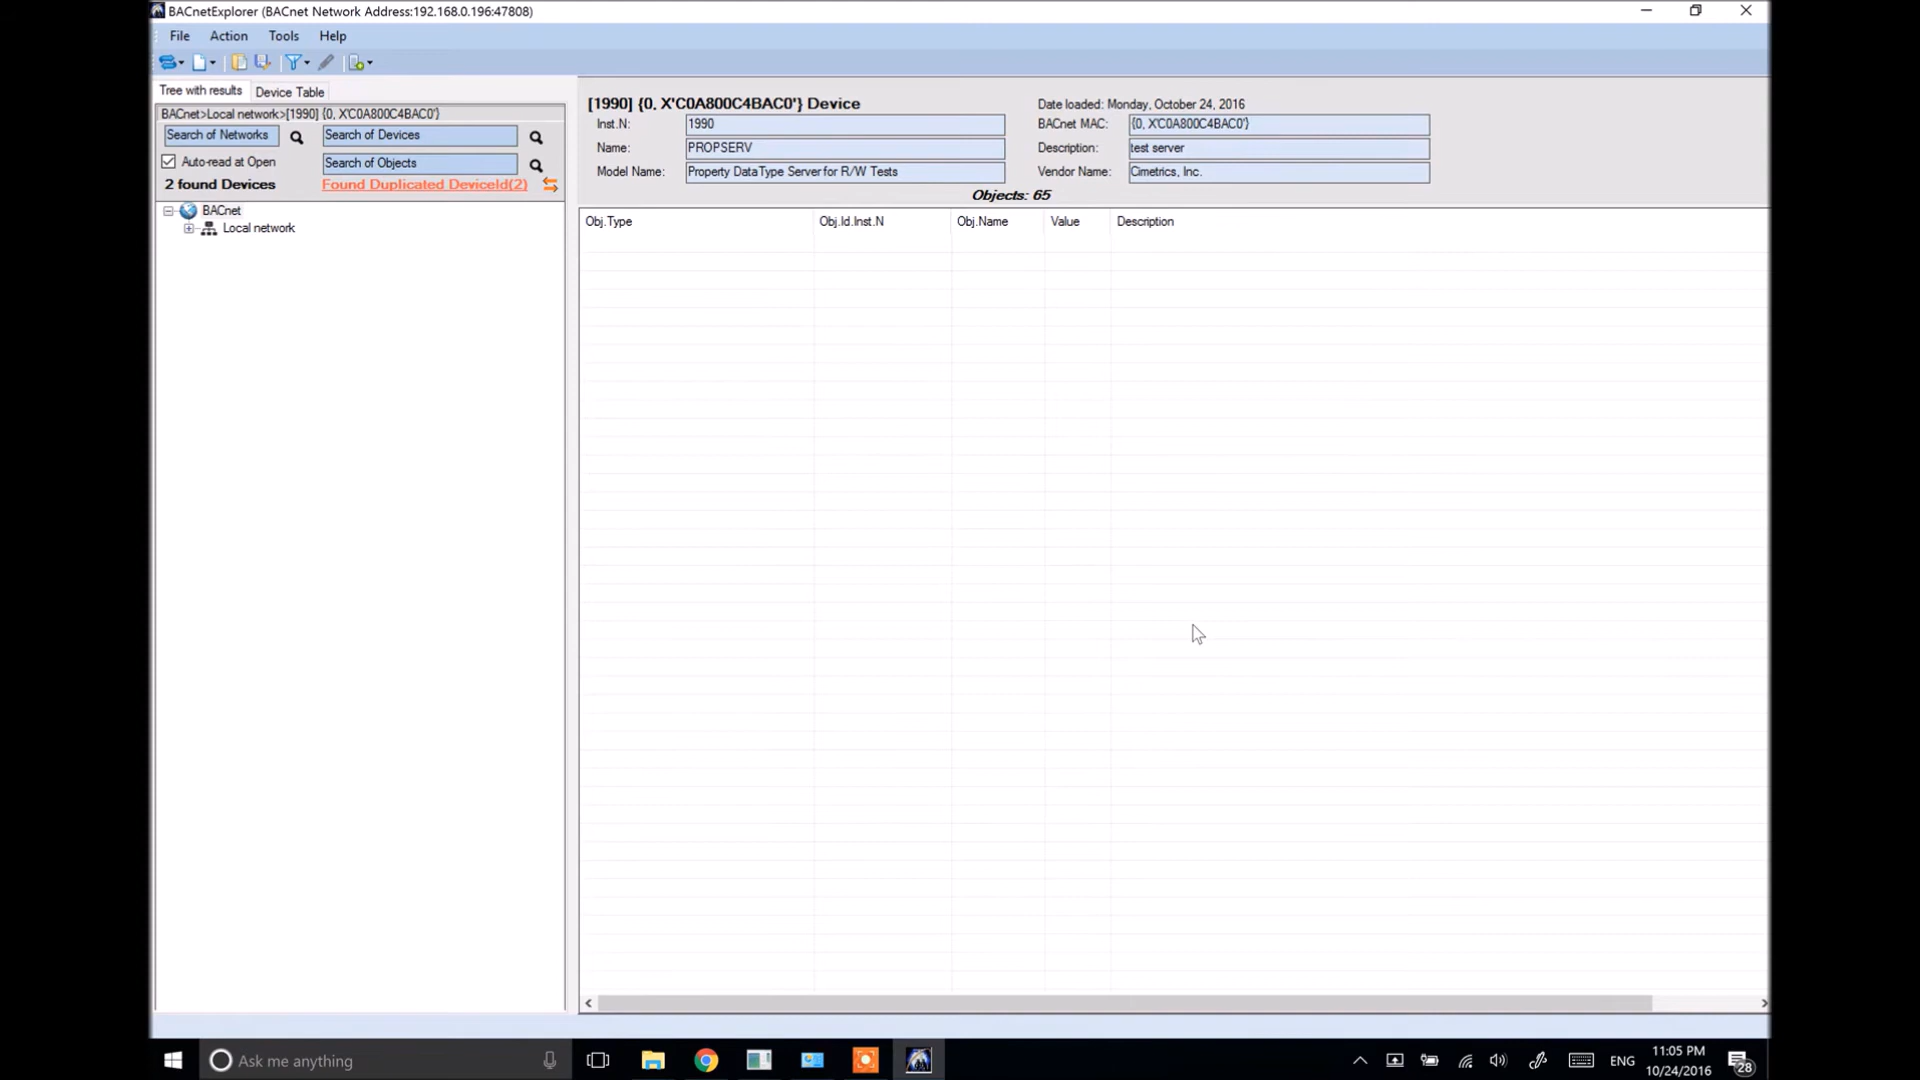 BACnetExplorer (BACnet Network Address:192.168.0.196:47808)
File Action Tools Help
Tree with results Device Table
BACnet>Local network>[1990] {0, X'C0A800C4BAC0'}
Search of Networks Search of Devices
Auto-read at Open Search of Objects
2 found Devices Found Duplicated DeviceId(2)
BACnet
Local network
[1990] {0, X'C0A800C4BAC0'} Device Date loaded: Monday, October 24, 2016
Inst.N: 1990 BACnet MAC: {0, X'C0A800C4BAC0'}
Name: PROPSERV Description: test server
Model Name: Property DataType Server for R/W Tests Vendor Name: Cimetrics, Inc.
Objects: 65
Obj.Type Obj.Id.Inst.N Obj.Name Value Description
Ask me anything ENG 11:05 PM
10/24/2016 28